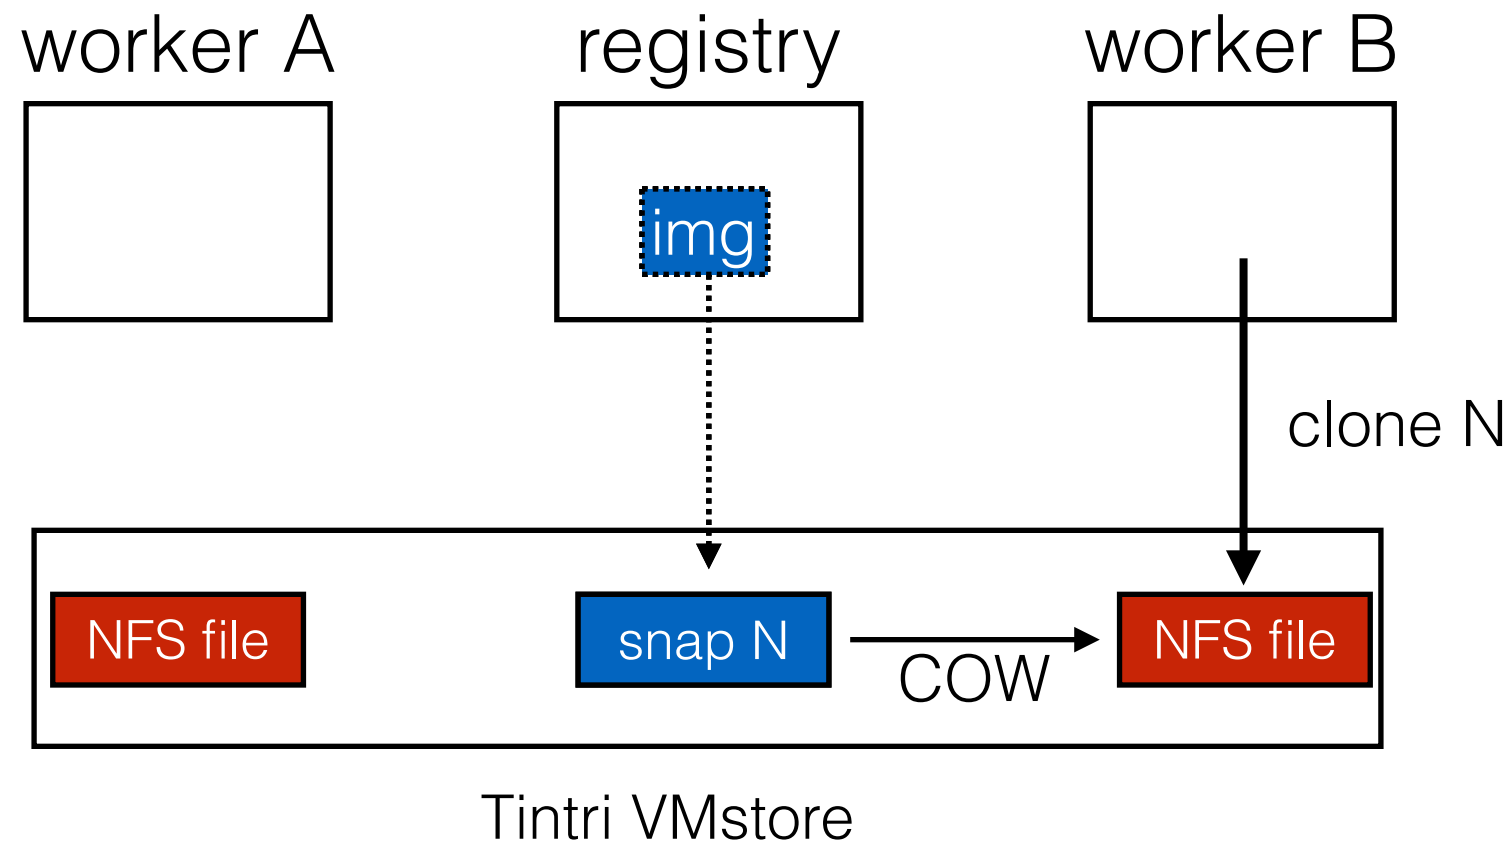 worker A
registry
worker B
img
clone N
NFS file
snap N
COW
NFS file
Tintri VMstore